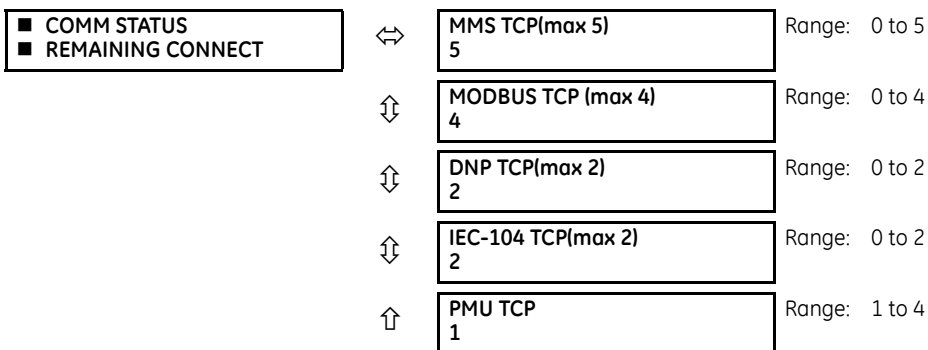 ■ COMM STATUS
■ REMAINING CONNECT
MMS TCP(max 5)
5
Range: 0 to 5
MODBUS TCP (max 4)
4
Range: 0 to 4
DNP TCP(max 2)
2
Range: 0 to 2
IEC-104 TCP(max 2)
2
Range: 0 to 2
PMU TCP
1
Range: 1 to 4